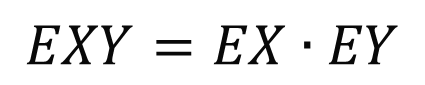 EXY = EX · EY